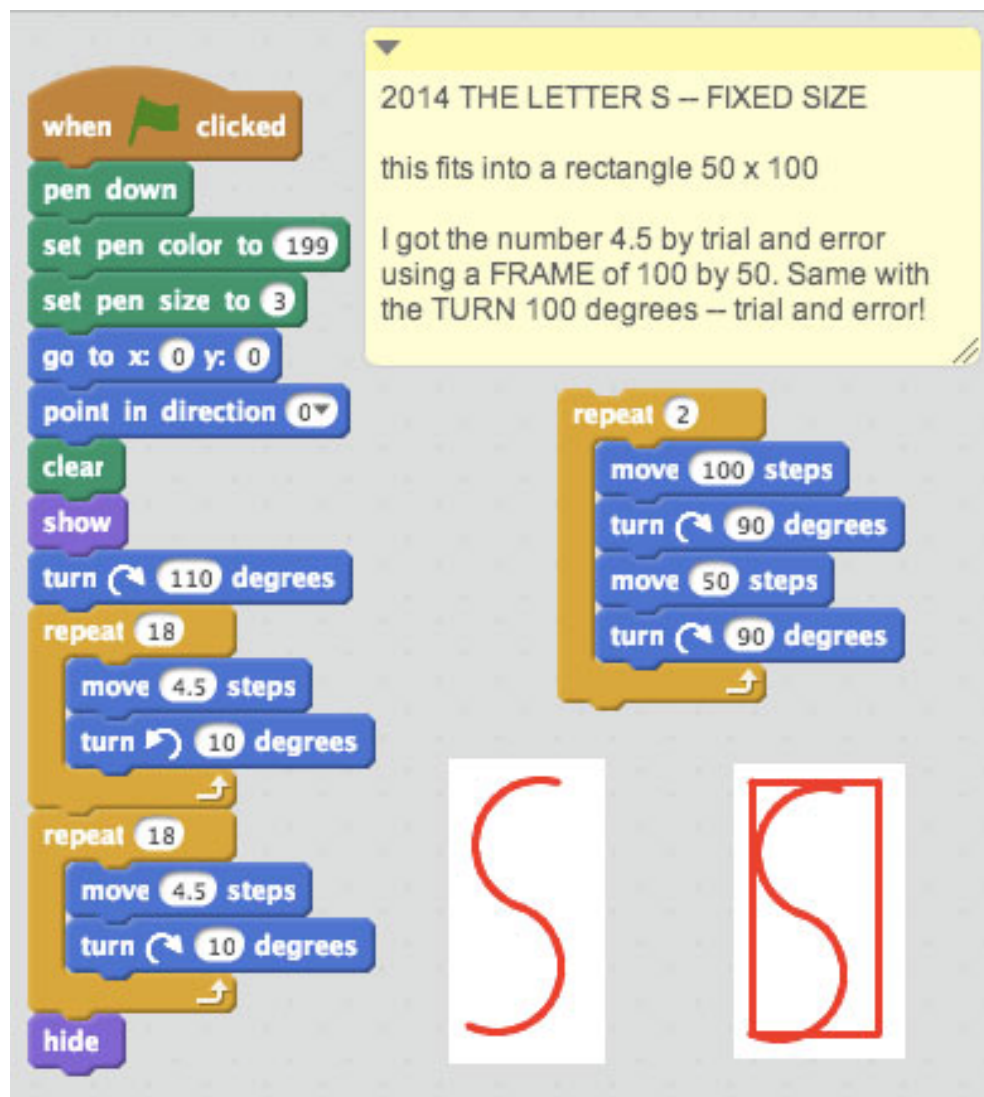 when clicked
pen down
set pen color to 199
set pen size to 3
go to x: 0 y: 0
point in direction 0▼
clear
show
turn ↻ 110 degrees
repeat 18
move 4.5 steps
turn ↺ 10 degrees
repeat 18
move 4.5 steps
turn ↻ 10 degrees
hide
2014 THE LETTER S -- FIXED SIZE
this fits into a rectangle 50 x 100
I got the number 4.5 by trial and error
using a FRAME of 100 by 50. Same with
the TURN 100 degrees -- trial and error!
repeat 2
move 100 steps
turn ↻ 90 degrees
move 50 steps
turn ↻ 90 degrees
S
S